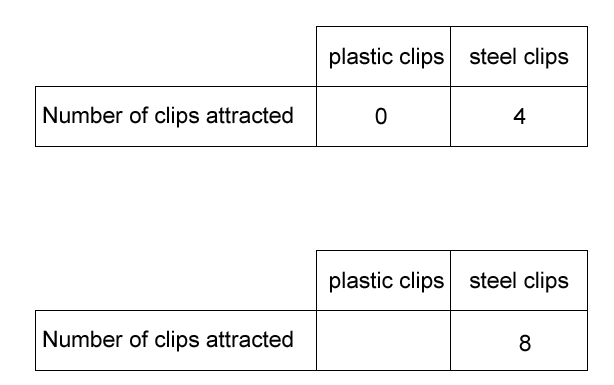 plastic clips steel clips
Number of clips attracted 0 4
plastic clips steel clips
Number of clips attracted 8